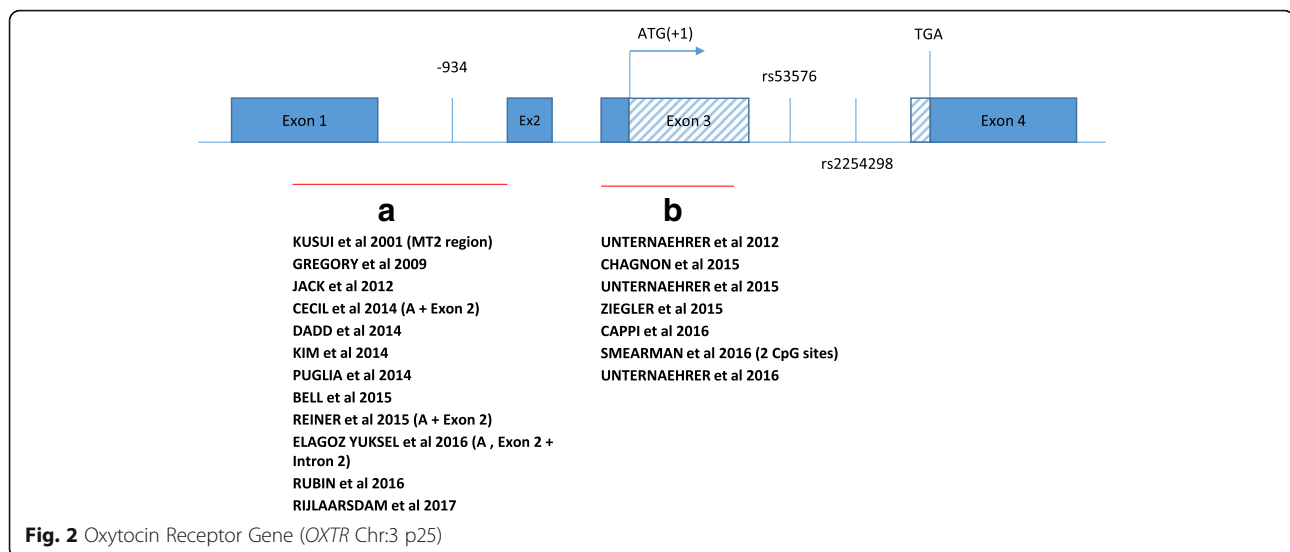 ATG(+1)
TGA
-934
rs53576
Exon 1
Ex2
Exon 3
Exon 4
rs2254298
a
KUSUI et al 2001 (MT2 region)
GREGORY et al 2009
JACK et al 2012
CECIL et al 2014 (A + Exon 2)
DADD et al 2014
KIM et al 2014
PUGLIA et al 2014
BELL et al 2015
REINER et al 2015 (A + Exon 2)
ELAGOZ YUKSEL et al 2016 (A , Exon 2 +
Intron 2)
RUBIN et al 2016
RIJLAARSDAM et al 2017
b
UNTERNAEHRER et al 2012
CHAGNON et al 2015
UNTERNAEHRER et al 2015
ZIEGLER et al 2015
CAPPI et al 2016
SMEARMAN et al 2016 (2 CpG sites)
UNTERNAEHRER et al 2016
Fig. 2 Oxytocin Receptor Gene (OXTR Chr:3 p25)